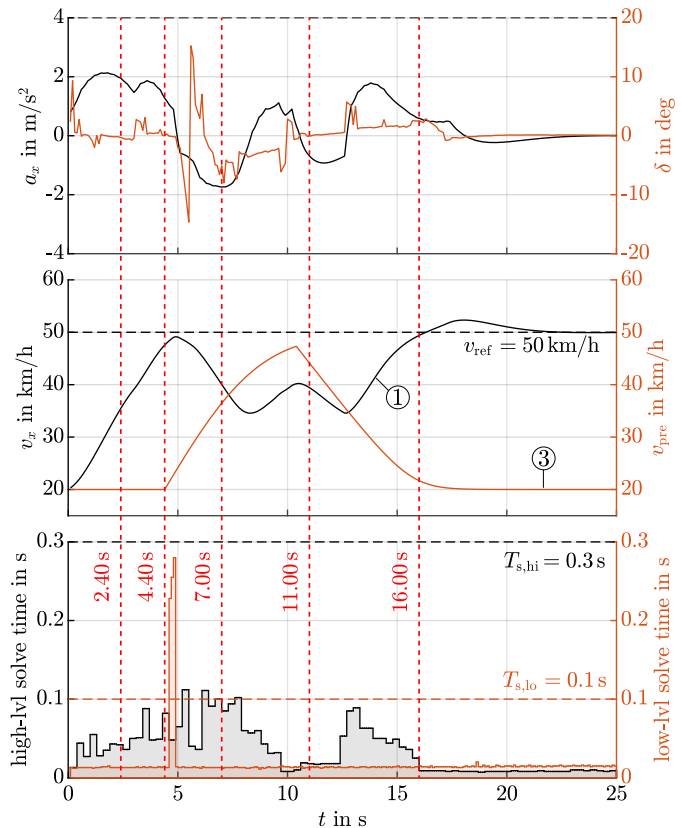 4
2
0
-2
-4
a_x in m/s²
20
10
0
-10
-20
δ in deg
60
50
40
30
20
v_x in km/h
60
50
40
30
20
v_pre in km/h
v_ref = 50 km/h
1
3
0.3
0.2
0.1
0
high-lvl solve time in s
0.3
0.2
0.1
0
low-lvl solve time in s
2.40 s
4.40 s
7.00 s
11.00 s
16.00 s
T_s,hi = 0.3 s
T_s,lo = 0.1 s
0 5 10 15 20 25
t in s